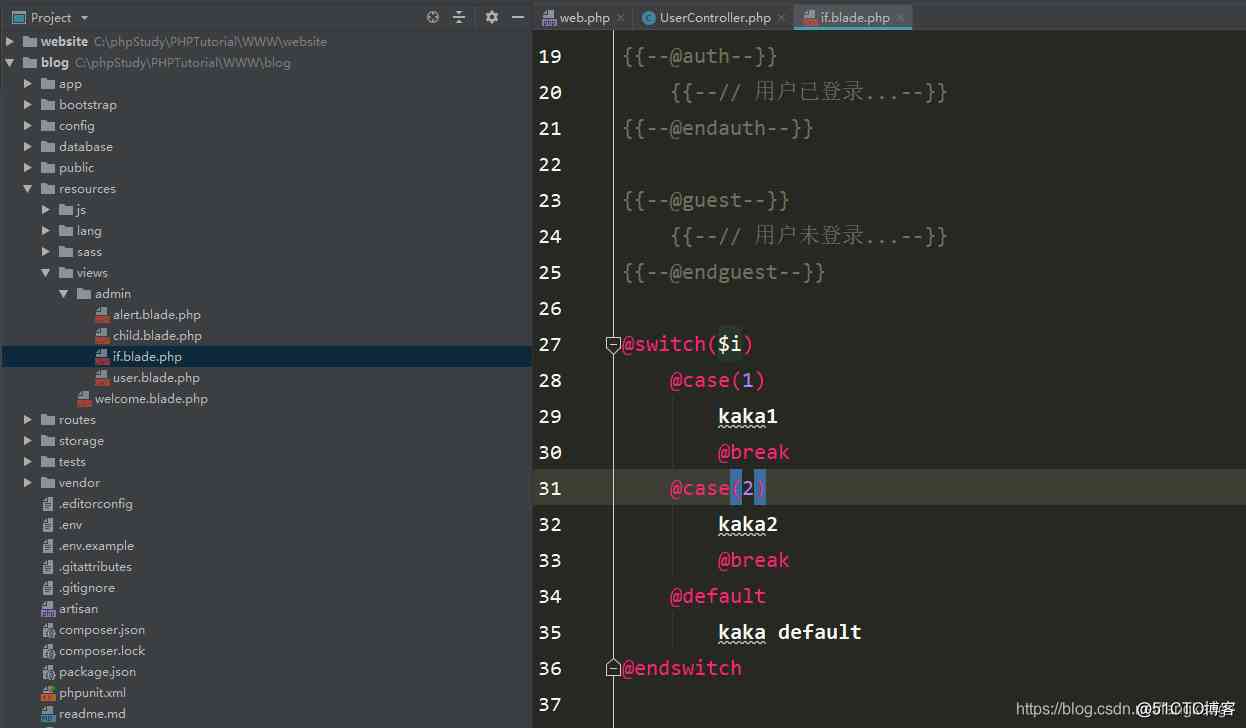 Project
website C:\phpStudy\PHPTutorial\WWW\website
blog C:\phpStudy\PHPTutorial\WWW\blog
app
bootstrap
config
database
public
resources
js
lang
sass
views
admin
alert.blade.php
child.blade.php
if.blade.php
user.blade.php
welcome.blade.php
routes
storage
tests
vendor
.editorconfig
.env
.env.example
.gitattributes
.gitignore
artisan
composer.json
composer.lock
package.json
phpunit.xml
readme.md
web.php UserController.php if.blade.php
19 {{--@auth--}}
20 {{--// 用户已登录...--}}
21 {{--@endauth--}}
22
23 {{--@guest--}}
24 {{--// 用户未登录...--}}
25 {{--@endguest--}}
26
27 @switch($i)
28 @case(1)
29 kaka1
30 @break
31 @case(2)
32 kaka2
33 @break
34 @default
35 kaka default
36 @endswitch
37
https://blog.csdn.
@51CTO博客